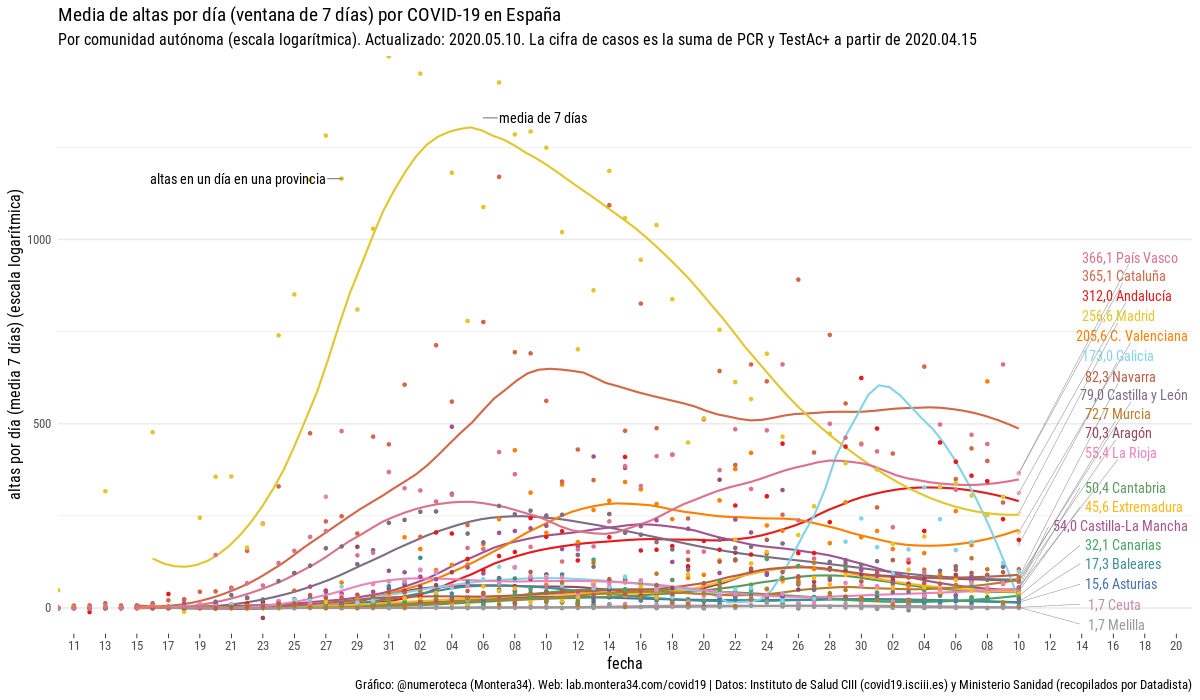 Media de altas por día (ventana de 7 días) por COVID-19 en España
Por comunidad autónoma (escala logarítmica). Actualizado: 2020.05.10. La cifra de casos es la suma de PCR y TestAc+ a partir de 2020.04.15
media de 7 días
altas en un día en una provincia
altas por día (media 7 días) (escala logarítmica)
1000
500
0
366,1 País Vasco
365,1 Cataluña
312,0 Andalucía
256,6 Madrid
205,6 C. Valenciana
173,0 Galicia
82,3 Navarra
79,0 Castilla y León
72,7 Murcia
70,3 Aragón
55,4 La Rioja
50,4 Cantabria
45,6 Extremadura
54,0 Castilla-La Mancha
32,1 Canarias
17,3 Baleares
15,6 Asturias
1,7 Ceuta
1,7 Melilla
11 13 15 17 19 21 23 25 27 29 31 02 04 06 08 10 12 14 16 18 20 22 24 26 28 30 02 04 06 08 10 12 14 16 18 20
fecha
Gráfico: @numeroteca (Montera34). Web: lab.montera34.com/covid19 | Datos: Instituto de Salud CIII (covid19.isciii.es) y Ministerio Sanidad (recopilados por Datadista)